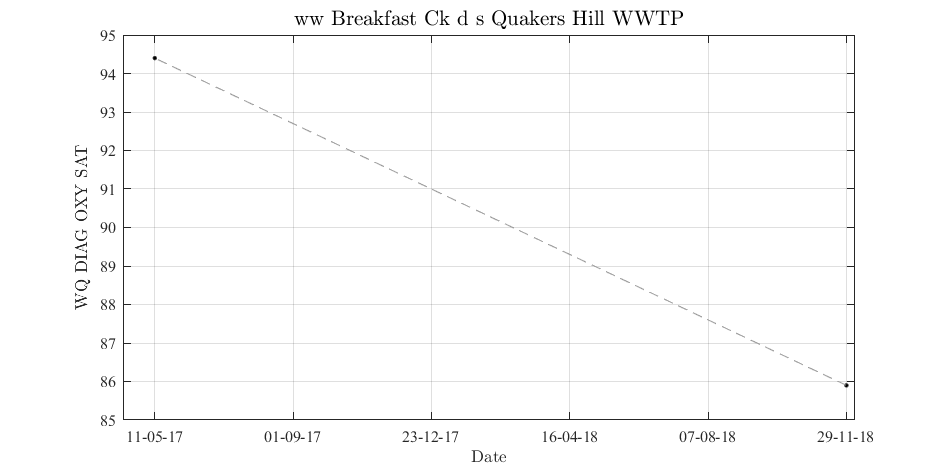 ww Breakfast Ck d s Quakers Hill WWTP
WQ DIAG OXY SAT
95
94
93
92
91
90
89
88
87
86
85
11-05-17 01-09-17 23-12-17 16-04-18 07-08-18 29-11-18
Date